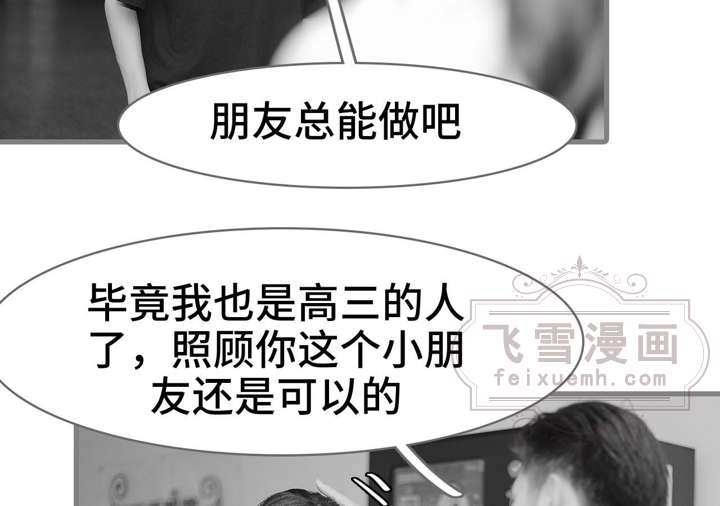 朋友总能做吧
毕竟我也是高三的人
了，照顾你这个小朋
友还是可以的
飞雪漫画
feixuemh.com